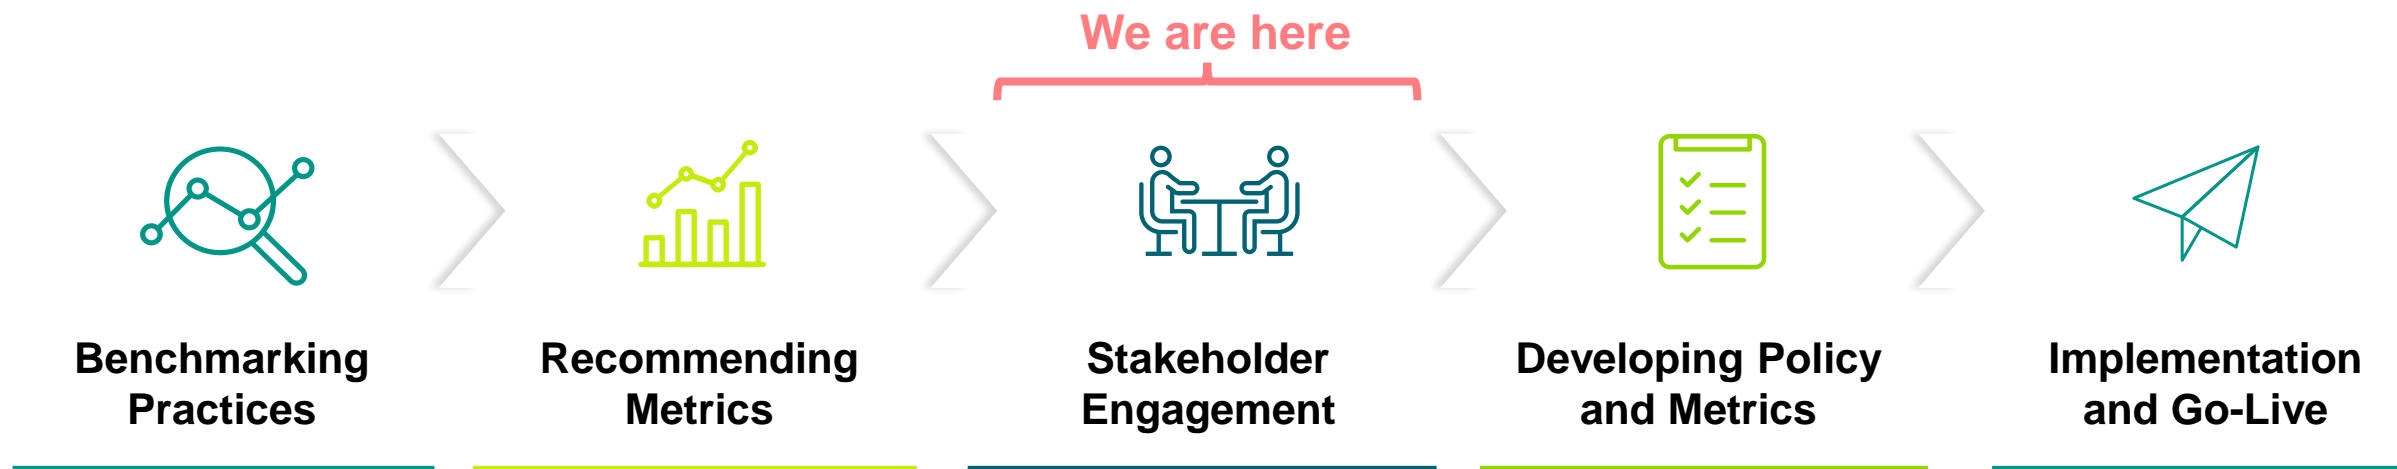 We are here
Benchmarking
Practices
Recommending
Metrics
Stakeholder
Engagement
Developing Policy
and Metrics
Implementation
and Go-Live